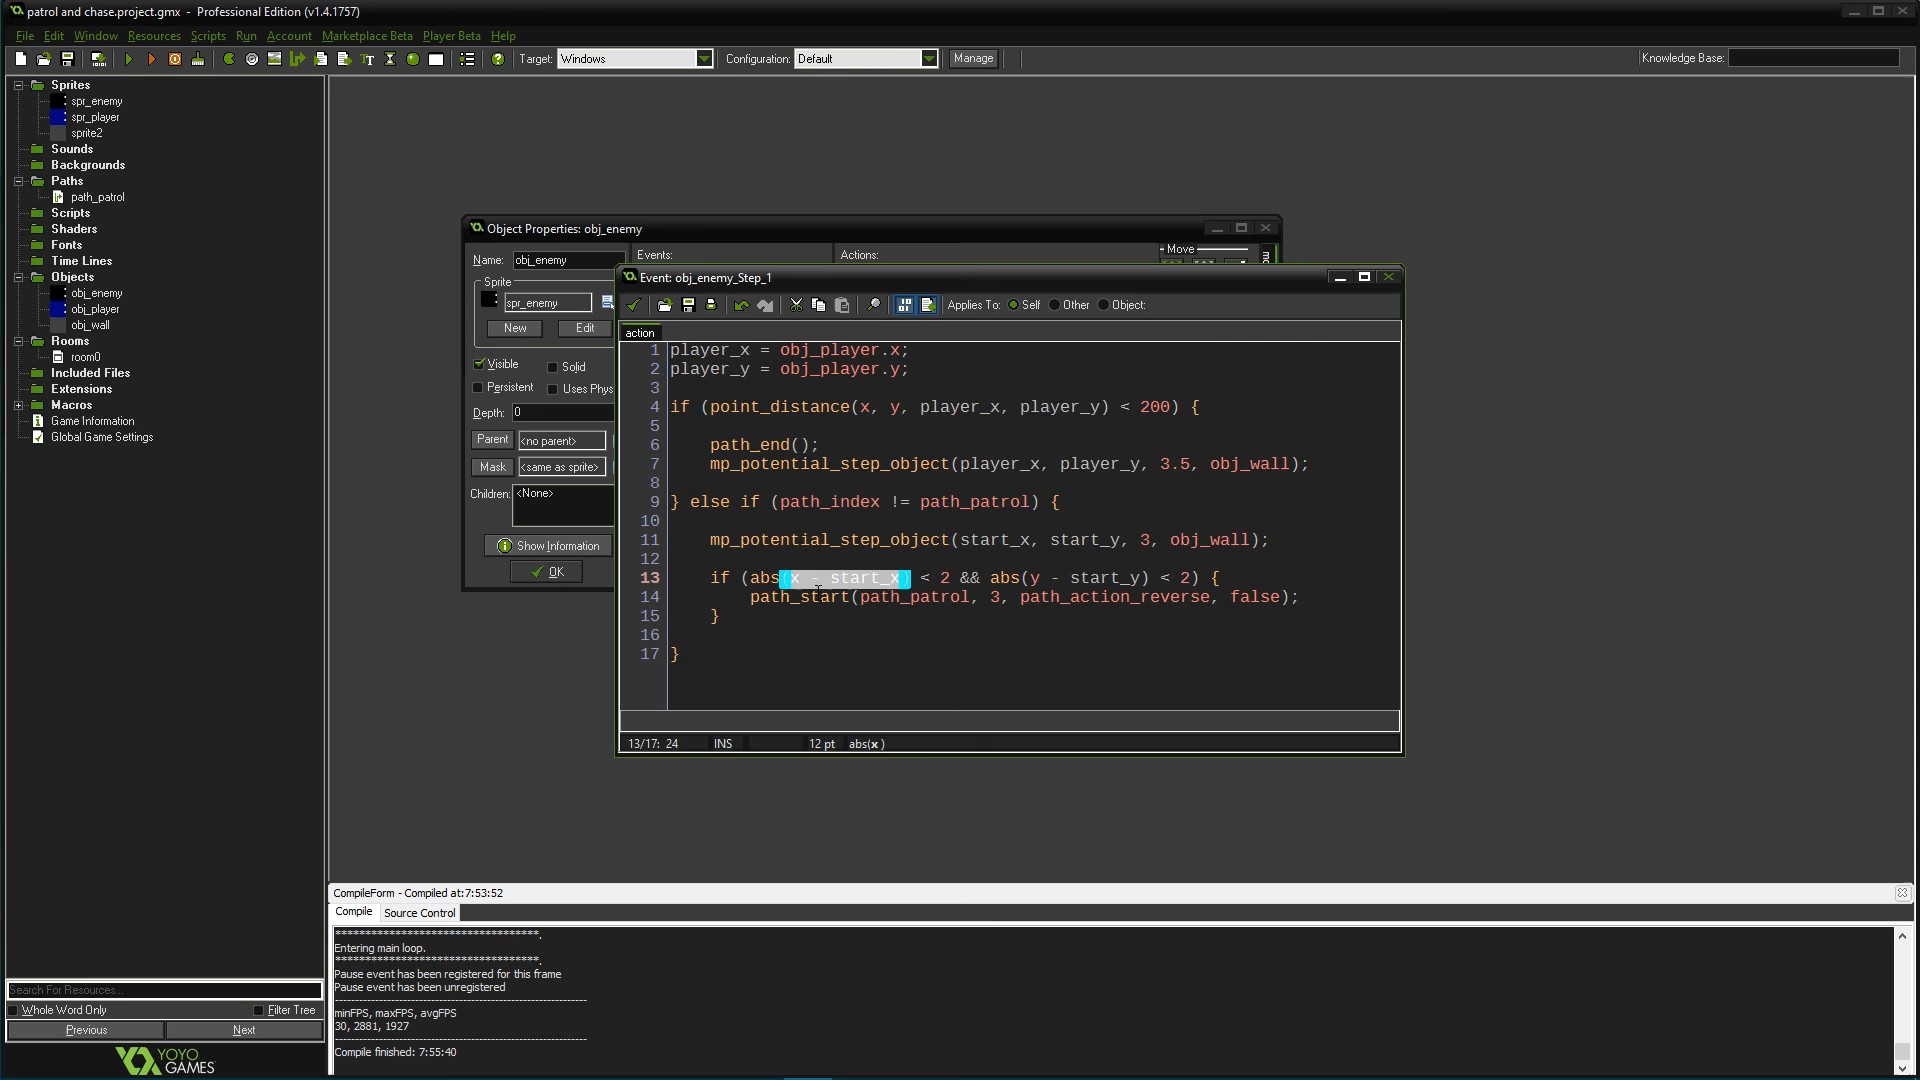 patrol and chase.project.gmx - Professional Edition (v1.4.1757)
File Edit Window Resources Scripts Run Account Marketplace Beta Player Beta Help
Target: Windows Configuration: Default Manage Knowledge Base:
Sprites
spr_enemy
spr_player
sprite2
Sounds
Backgrounds
Paths
path_patrol
Scripts
Shaders
Fonts
Time Lines
Objects
obj_enemy
obj_player
obj_wall
Rooms
room0
Included Files
Extensions
Macros
Game Information
Global Game Settings
Search For Resources...
Whole Word Only Filter Tree
Previous Next
YOYO
GAMES
Object Properties: obj_enemy
Name: obj_enemy Events: Actions: Move
Sprite
spr_enemy
New Edit
Visible Solid
Persistent Uses Phys
Depth: 0
Parent <no parent>
Mask <same as sprite>
Children: <None>
Show Information
OK
Event: obj_enemy_Step_1
Applies To: Self Other Object:
action
1 player_x = obj_player.x;
2 player_y = obj_player.y;
3
4 if (point_distance(x, y, player_x, player_y) < 200) {
5
6 path_end();
7 mp_potential_step_object(player_x, player_y, 3.5, obj_wall);
8
9 } else if (path_index != path_patrol) {
10
11 mp_potential_step_object(start_x, start_y, 3, obj_wall);
12
13 if (abs(x - start_x) < 2 && abs(y - start_y) < 2) {
14 path_start(path_patrol, 3, path_action_reverse, false);
15 }
16
17 }
13/17: 24 INS 12 pt abs(x )
CompileForm - Compiled at:7:53:52
Compile Source Control
***********************************.
Entering main loop.
***********************************.
Pause event has been registered for this frame
Pause event has been unregistered
minFPS, maxFPS, avgFPS
30, 2881, 1927
Compile finished: 7:55:40